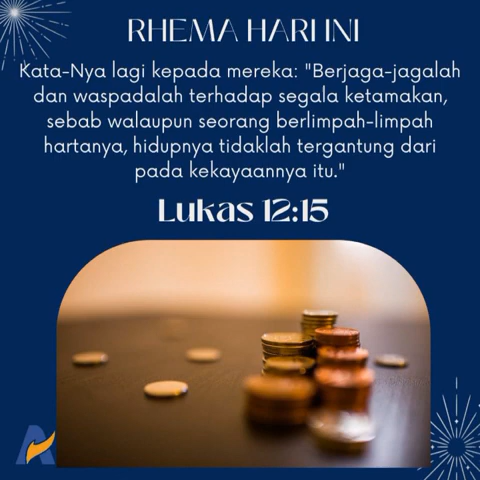 RHEMA HARI INI
Kata-Nya lagi kepada mereka: "Berjaga-jagalah
dan waspadalah terhadap segala ketamakan,
sebab walaupun seorang berlimpah-limpah
hartanya, hidupnya tidaklah tergantung dari
pada kekayaannya itu."
Lukas 12:15